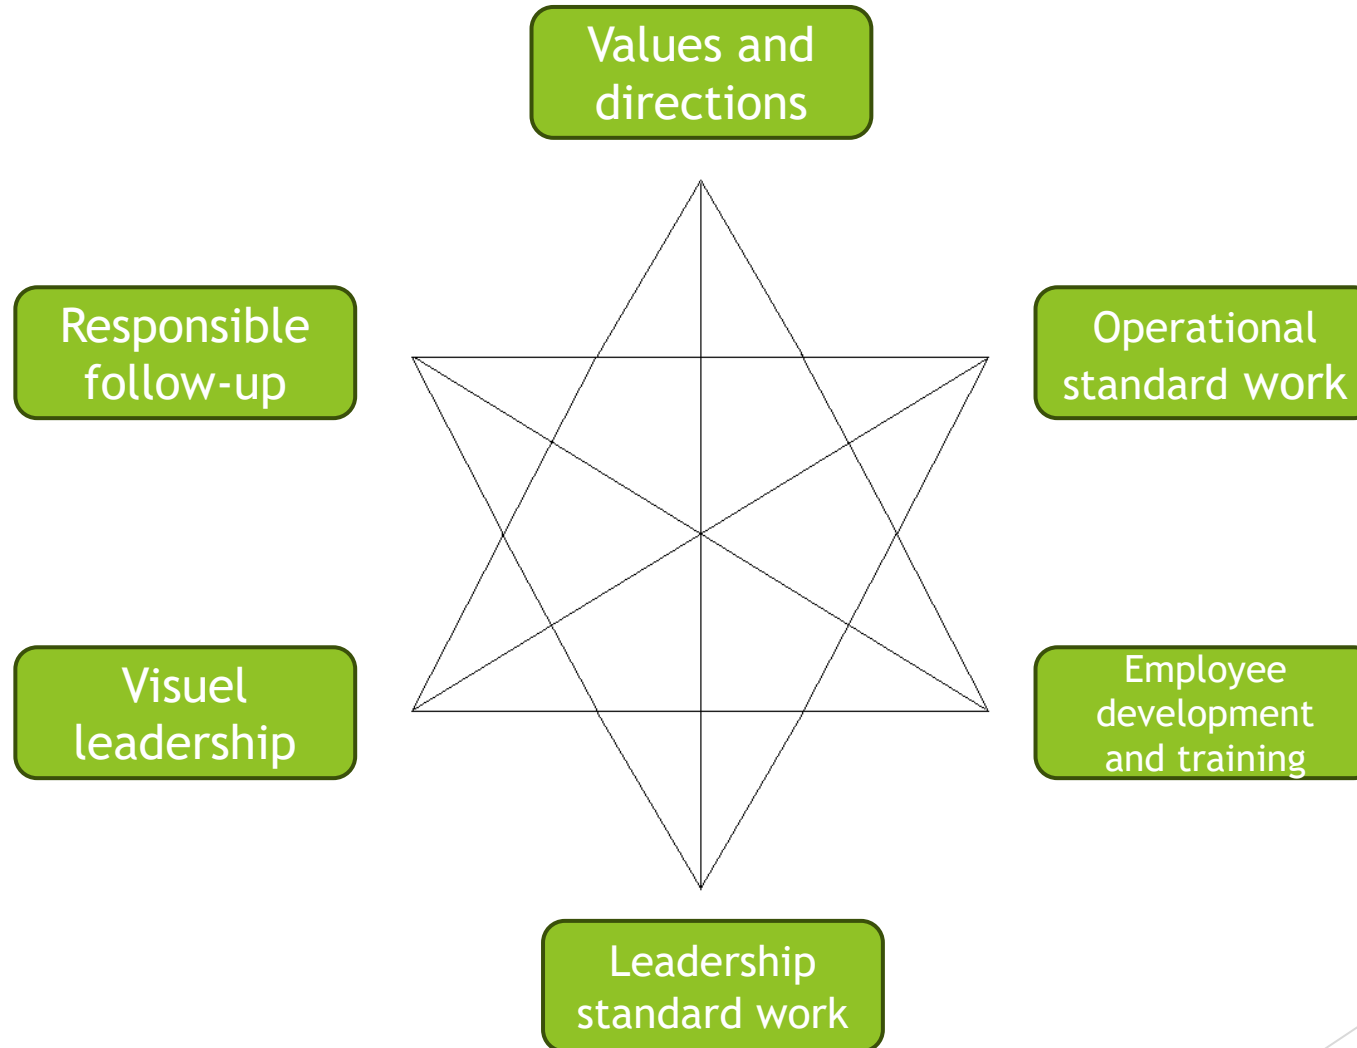 Values and
directions
Responsible
follow-up
Operational
standard work
Visuel
leadership
Employee
development
and training
Leadership
standard work